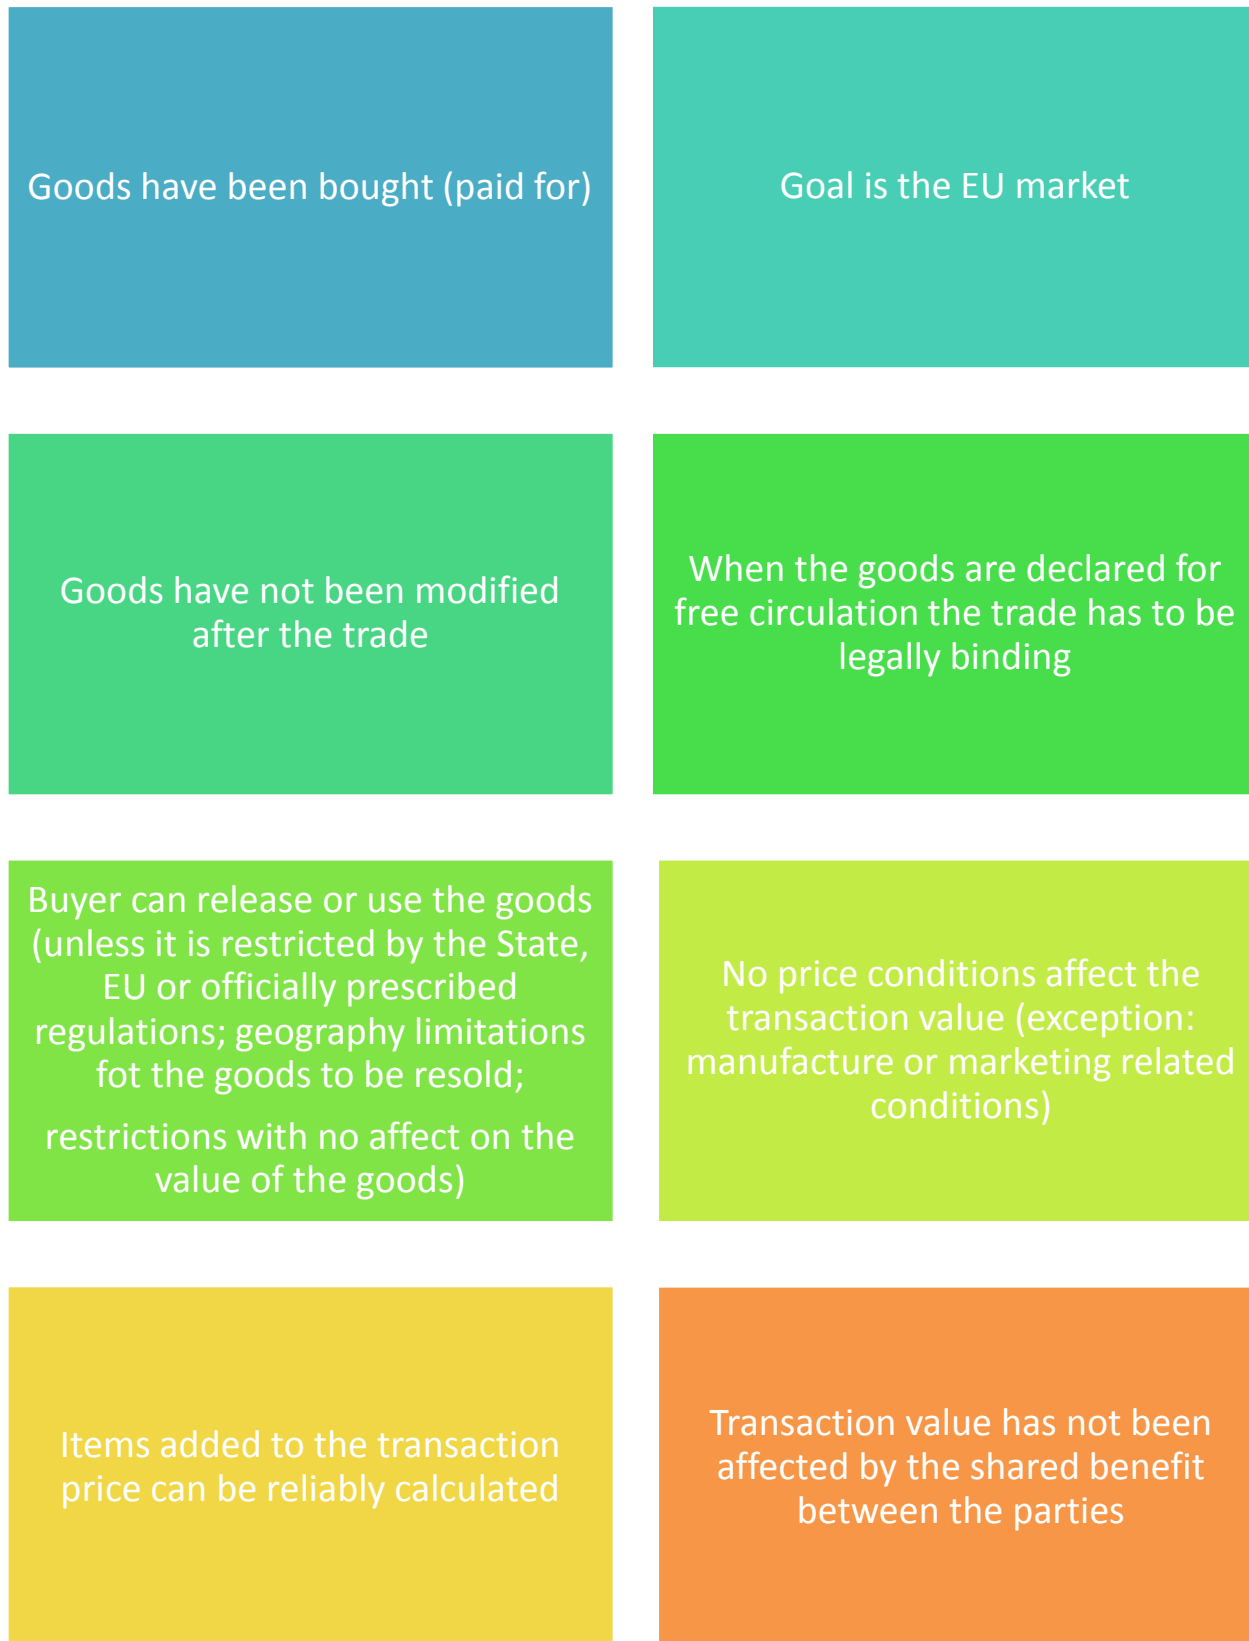 Goods have been bought (paid for)
Goal is the EU market
Goods have not been modified
after the trade
When the goods are declared for
free circulation the trade has to be
legally binding
Buyer can release or use the goods
(unless it is restricted by the State,
EU or officially prescribed
regulations; geography limitations
fot the goods to be resold;
restrictions with no affect on the
value of the goods)
No price conditions affect the
transaction value (exception:
manufacture or marketing related
conditions)
Items added to the transaction
price can be reliably calculated
Transaction value has not been
affected by the shared benefit
between the parties